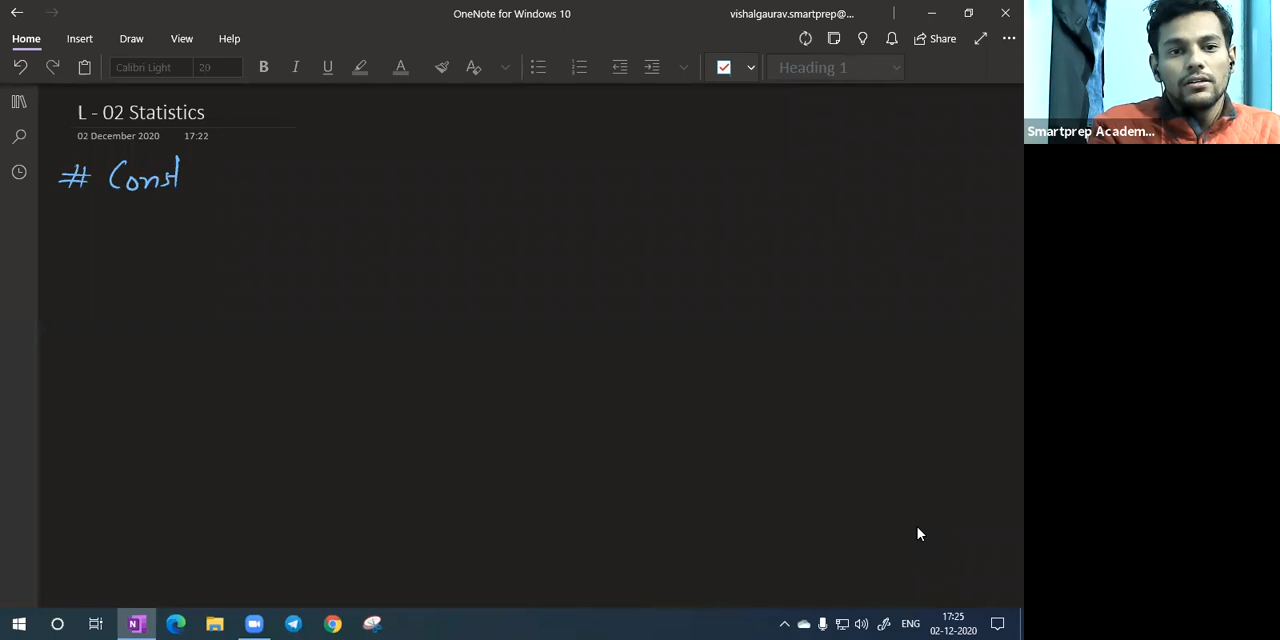 OneNote for Windows 10
vishalgaurav.smartprep@...
Home Insert Draw View Help
Share
Calibri Light 20 B I U A Heading 1
L - 02 Statistics
02 December 2020 17:22
# Const
Smartprep Academ...
ENG 17:25
02-12-2020